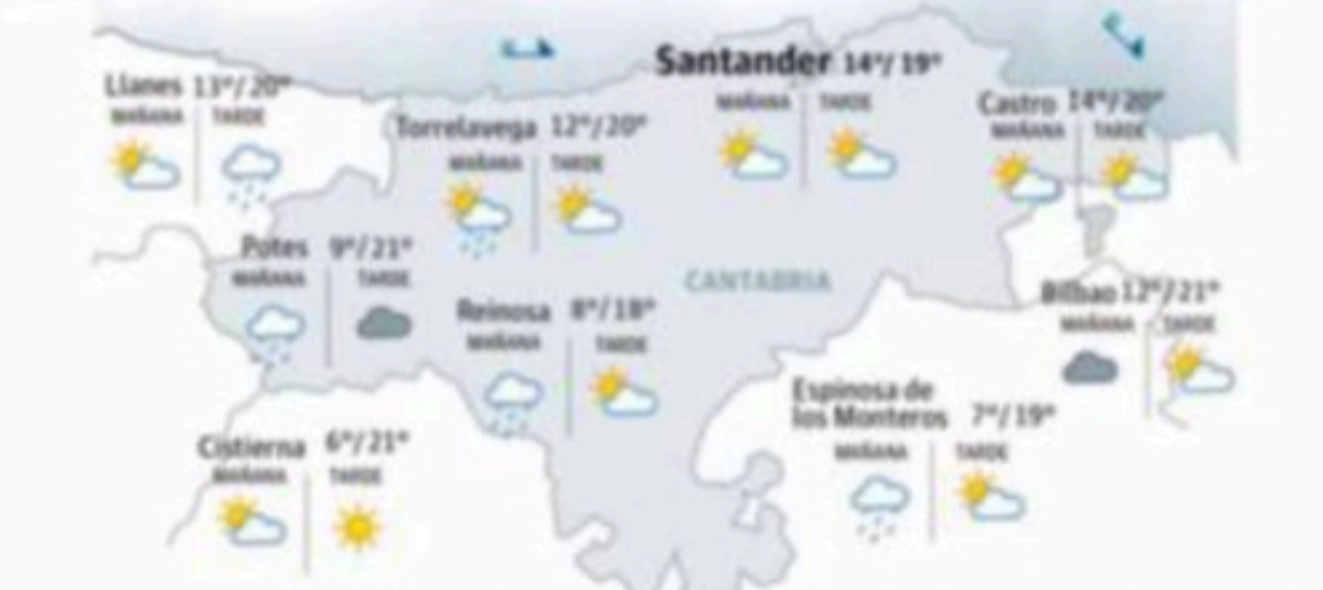 Santander 14°/19°
MAÑANA TARDE
Llanes 13°/20°
MAÑANA TARDE
Castro 14°/20°
MAÑANA TARDE
Torrelavega 12°/20°
MAÑANA TARDE
Potes 9°/21°
MAÑANA TARDE
CANTABRIA
Bilbao 12°/21°
MAÑANA TARDE
Reinosa 8°/18°
MAÑANA TARDE
Espinosa de
los Monteros 7°/19°
MAÑANA TARDE
Cistierna 6°/21°
MAÑANA TARDE